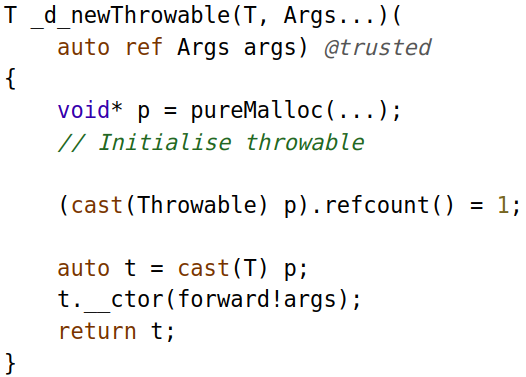 T _d_newThrowable(T, Args...)(
    auto ref Args args) @trusted
{
    void* p = pureMalloc(...);
    // Initialise throwable
    (cast(Throwable) p).refcount() = 1;
    auto t = cast(T) p;
    t.__ctor(forward!args);
    return t;
}